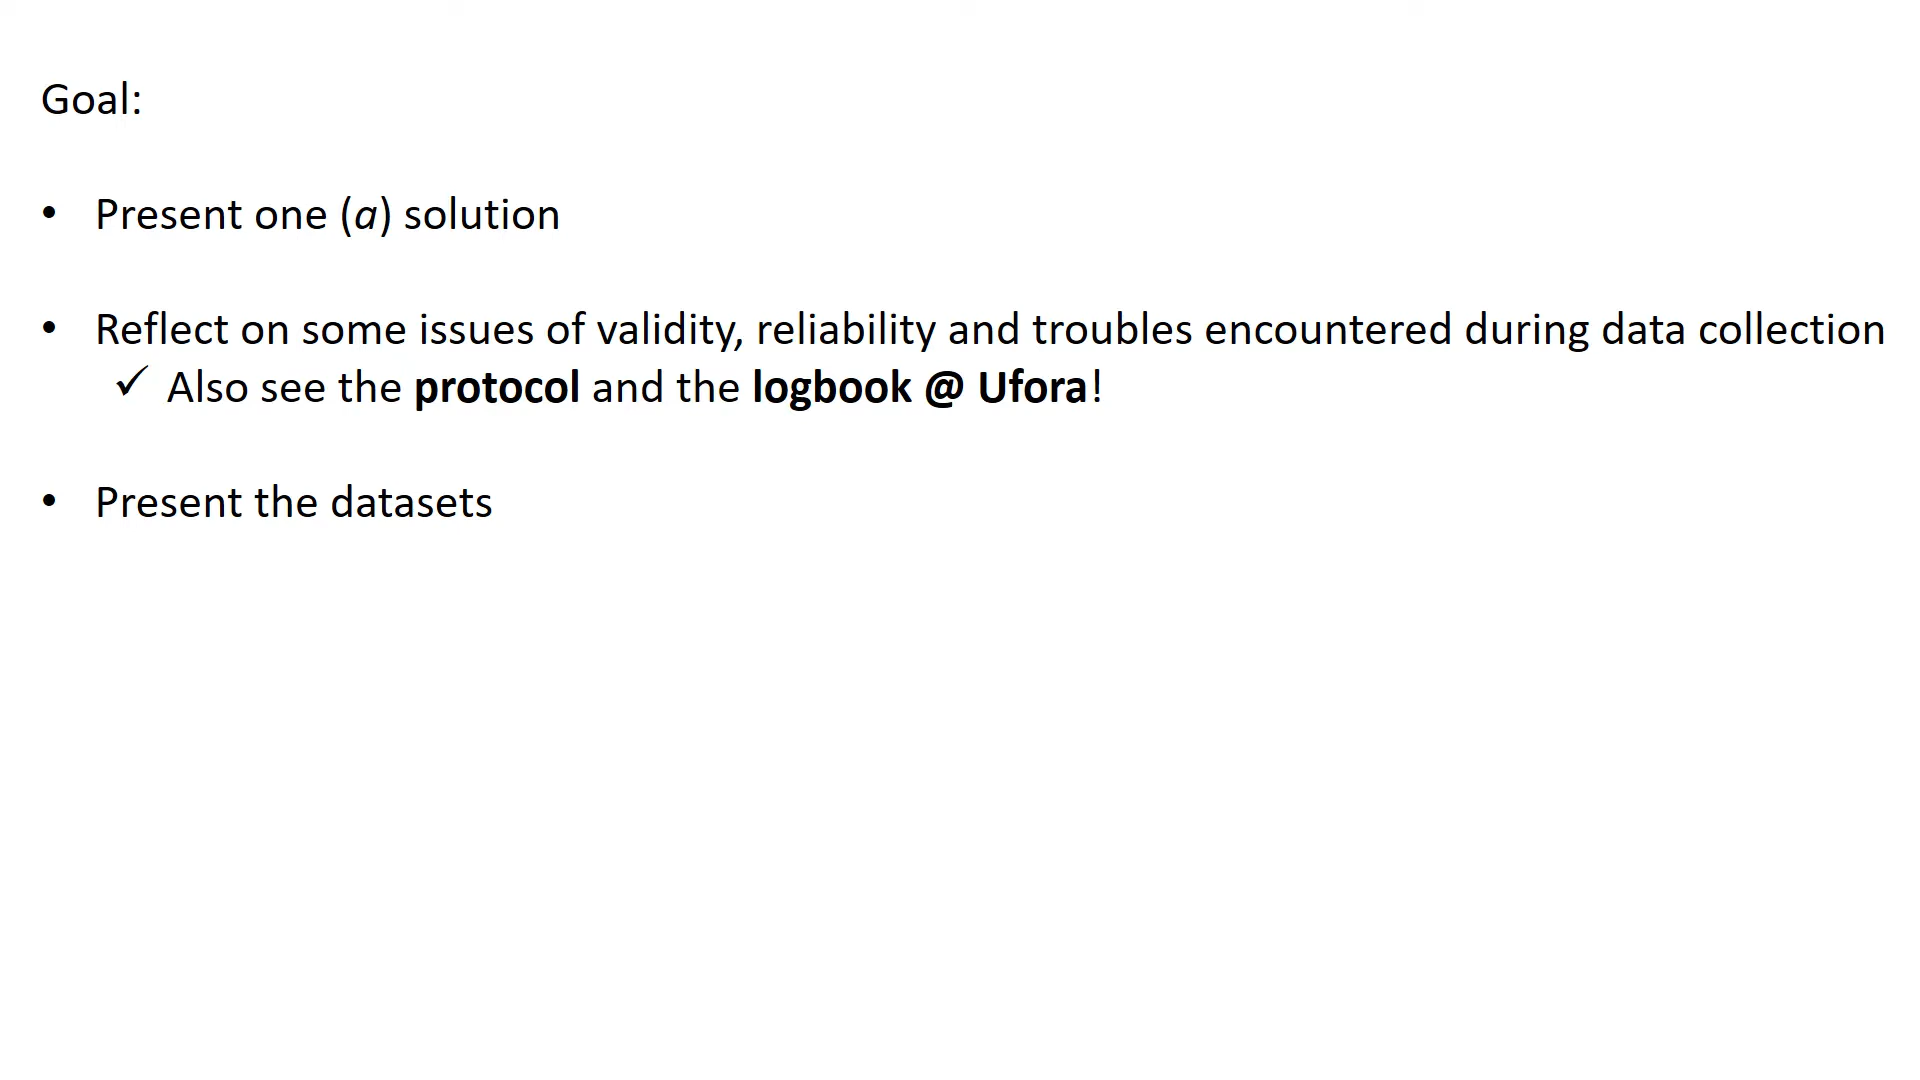 Goal:
• Present one (a) solution
• Reflect on some issues of validity, reliability and troubles encountered during data collection
✓ Also see the protocol and the logbook @ Ufora!
• Present the datasets